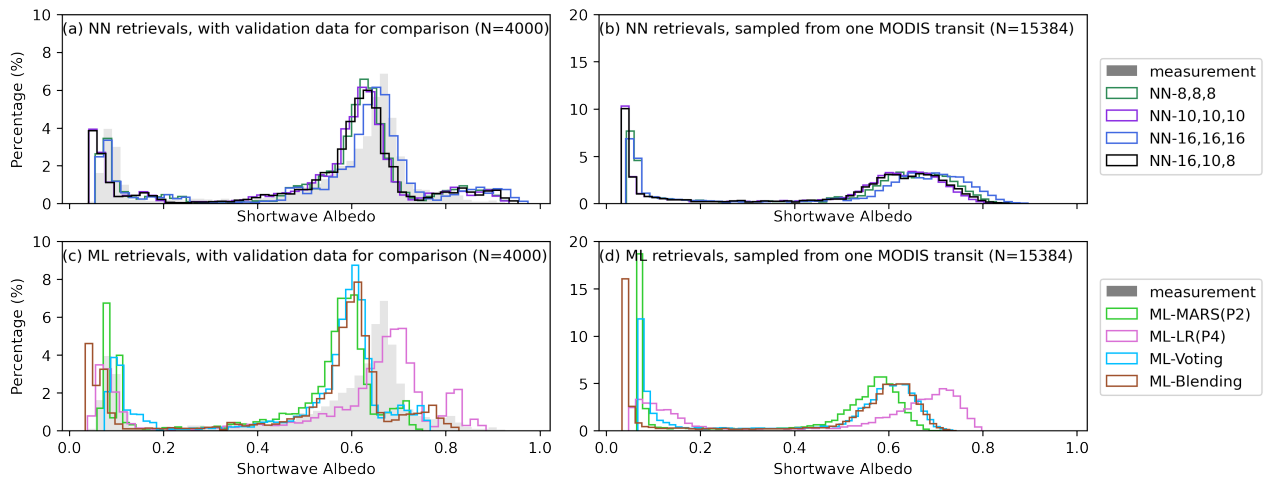 (a) NN retrievals, with validation data for comparison (N=4000)
Percentage (%)
10
8
6
4
2
0
Shortwave Albedo
(b) NN retrievals, sampled from one MODIS transit (N=15384)
20
15
10
5
0
Shortwave Albedo
measurement
NN-8,8,8
NN-10,10,10
NN-16,16,16
NN-16,10,8
(c) ML retrievals, with validation data for comparison (N=4000)
Percentage (%)
10
8
6
4
2
0
0.0 0.2 0.4 0.6 0.8 1.0
Shortwave Albedo
(d) ML retrievals, sampled from one MODIS transit (N=15384)
20
15
10
5
0
0.0 0.2 0.4 0.6 0.8 1.0
Shortwave Albedo
measurement
ML-MARS(P2)
ML-LR(P4)
ML-Voting
ML-Blending